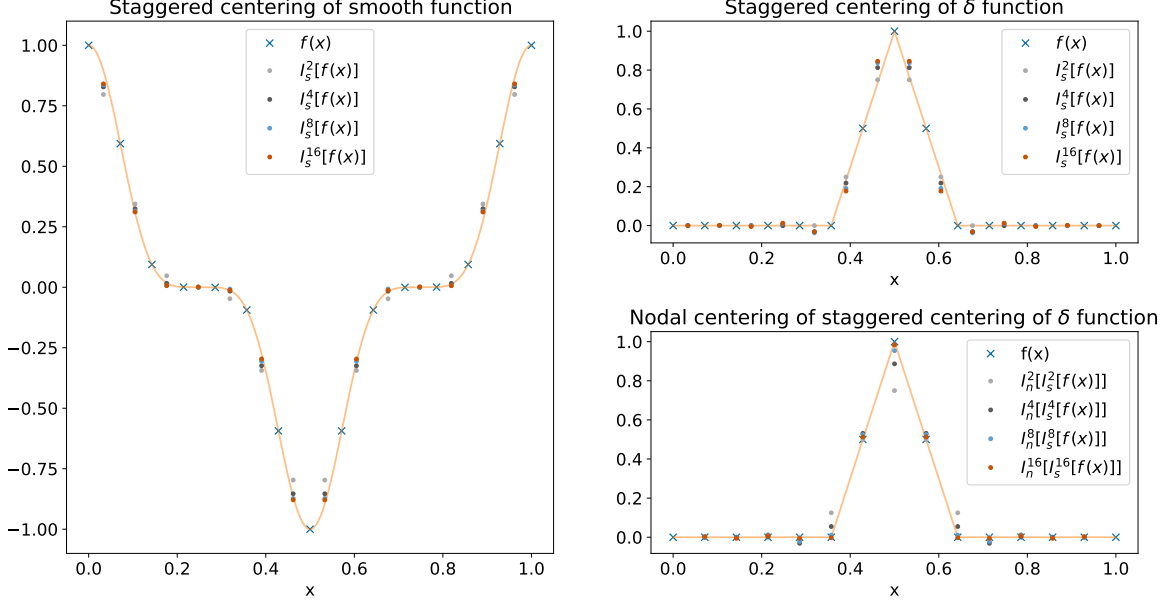 Staggered centering of smooth function
f(x)
I_s^2[f(x)]
I_s^4[f(x)]
I_s^8[f(x)]
I_s^16[f(x)]
1.00
0.75
0.50
0.25
0.00
−0.25
−0.50
−0.75
−1.00
0.0 0.2 0.4 0.6 0.8 1.0
x
Staggered centering of δ function
f(x)
I_s^2[f(x)]
I_s^4[f(x)]
I_s^8[f(x)]
I_s^16[f(x)]
1.0
0.8
0.6
0.4
0.2
0.0
0.0 0.2 0.4 0.6 0.8 1.0
x
Nodal centering of staggered centering of δ function
f(x)
I_n^2[I_s^2[f(x)]]
I_n^4[I_s^4[f(x)]]
I_n^8[I_s^8[f(x)]]
I_n^16[I_s^16[f(x)]]
1.0
0.8
0.6
0.4
0.2
0.0
0.0 0.2 0.4 0.6 0.8 1.0
x